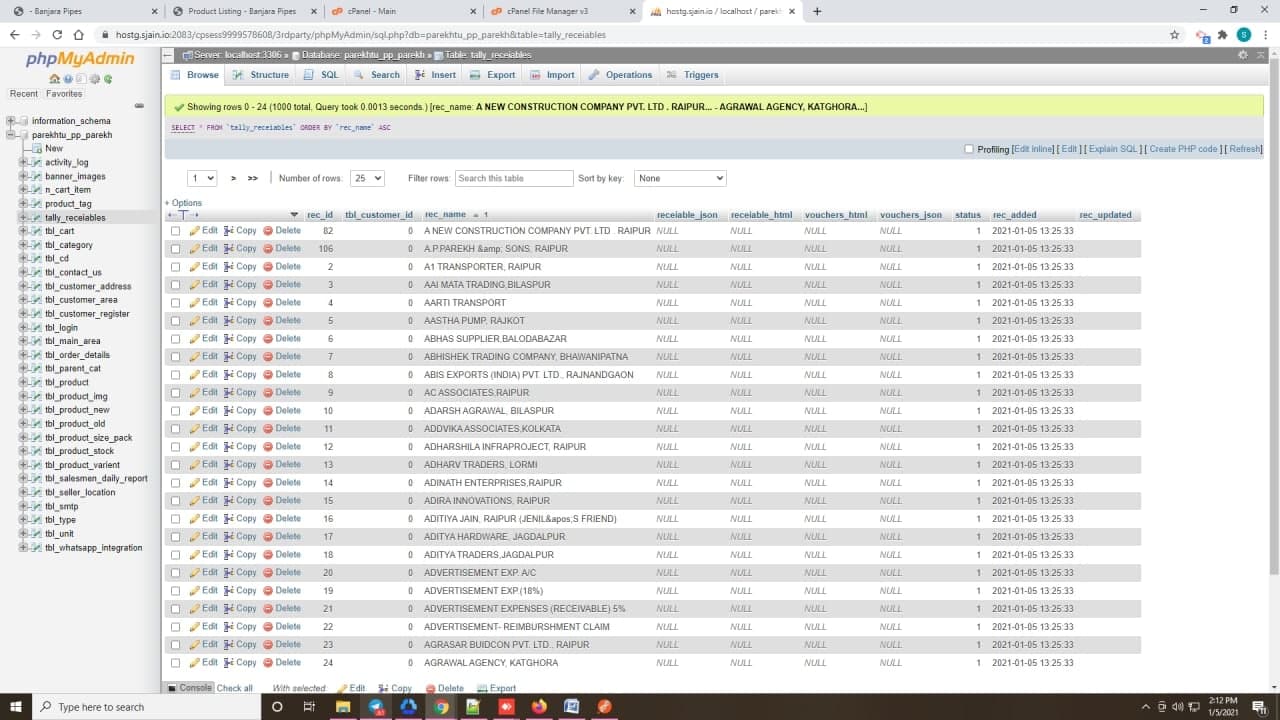 - Banjara Pipes
Product Listing - Banjara Pipes
cPanel - Main
cPanel File Manager v3
hostg.sjain.io / localhost / parekh
hostg.sjain.io:2083/cpsess9999578608/3rdparty/phpMyAdmin/sql.php?db=parekhtu_pp_parekh&table=tally_receiables
phpMyAdmin
Recent Favorites
information_schema
parekhtu_pp_parekh
New
activity_log
banner_images
n_cart_item
product_tag
tally_receiables
tbl_cart
tbl_category
tbl_cd
tbl_contact_us
tbl_customer_address
tbl_customer_area
tbl_customer_register
tbl_login
tbl_main_area
tbl_order_details
tbl_parent_cat
tbl_product
tbl_product_img
tbl_product_new
tbl_product_old
tbl_product_size_pack
tbl_product_stock
tbl_product_varient
tbl_salesmen_daily_report
tbl_seller_location
tbl_smtp
tbl_type
tbl_unit
tbl_whatsapp_integration
Server: localhost:3306 » Database: parekhtu_pp_parekh » Table: tally_receiables
Browse Structure SQL Search Insert Export Import Operations Triggers
Showing rows 0 - 24 (1000 total, Query took 0.0013 seconds.) [rec_name: A NEW CONSTRUCTION COMPANY PVT. LTD . RAIPUR... - AGRAWAL AGENCY, KATGHORA...]
SELECT * FROM `tally_receiables` ORDER BY `rec_name` ASC
Profiling [Edit inline] [ Edit ] [ Explain SQL ] [ Create PHP code ] [ Refresh]
1 > >> | Number of rows: 25 Filter rows: Search this table Sort by key: None
+ Options
←T→ rec_id tbl_customer_id rec_name 1 receiable_json receiable_html vouchers_html vouchers_json status rec_added rec_updated
Edit Copy Delete 82 0 A NEW CONSTRUCTION COMPANY PVT. LTD . RAIPUR NULL NULL NULL NULL 1 2021-01-05 13:25:33
Edit Copy Delete 106 0 A.P.PAREKH &amp; SONS, RAIPUR NULL NULL NULL NULL 1 2021-01-05 13:25:33
Edit Copy Delete 2 0 A1 TRANSPORTER, RAIPUR NULL NULL NULL NULL 1 2021-01-05 13:25:33
Edit Copy Delete 3 0 AAI MATA TRADING,BILASPUR NULL NULL NULL NULL 1 2021-01-05 13:25:33
Edit Copy Delete 4 0 AARTI TRANSPORT NULL NULL NULL NULL 1 2021-01-05 13:25:33
Edit Copy Delete 5 0 AASTHA PUMP, RAJKOT NULL NULL NULL NULL 1 2021-01-05 13:25:33
Edit Copy Delete 6 0 ABHAS SUPPLIER,BALODABAZAR NULL NULL NULL NULL 1 2021-01-05 13:25:33
Edit Copy Delete 7 0 ABHISHEK TRADING COMPANY, BHAWANIPATNA NULL NULL NULL NULL 1 2021-01-05 13:25:33
Edit Copy Delete 8 0 ABIS EXPORTS (INDIA) PVT. LTD., RAJNANDGAON NULL NULL NULL NULL 1 2021-01-05 13:25:33
Edit Copy Delete 9 0 AC ASSOCIATES,RAIPUR NULL NULL NULL NULL 1 2021-01-05 13:25:33
Edit Copy Delete 10 0 ADARSH AGRAWAL, BILASPUR NULL NULL NULL NULL 1 2021-01-05 13:25:33
Edit Copy Delete 11 0 ADDVIKA ASSOCIATES,KOLKATA NULL NULL NULL NULL 1 2021-01-05 13:25:33
Edit Copy Delete 12 0 ADHARSHILA INFRAPROJECT, RAIPUR NULL NULL NULL NULL 1 2021-01-05 13:25:33
Edit Copy Delete 13 0 ADHARV TRADERS, LORMI NULL NULL NULL NULL 1 2021-01-05 13:25:33
Edit Copy Delete 14 0 ADINATH ENTERPRISES,RAIPUR NULL NULL NULL NULL 1 2021-01-05 13:25:33
Edit Copy Delete 15 0 ADIRA INNOVATIONS, RAIPUR NULL NULL NULL NULL 1 2021-01-05 13:25:33
Edit Copy Delete 16 0 ADITIYA JAIN, RAIPUR (JENIL&apos;S FRIEND) NULL NULL NULL NULL 1 2021-01-05 13:25:33
Edit Copy Delete 17 0 ADITYA HARDWARE, JAGDALPUR NULL NULL NULL NULL 1 2021-01-05 13:25:33
Edit Copy Delete 18 0 ADITYA TRADERS,JAGDALPUR NULL NULL NULL NULL 1 2021-01-05 13:25:33
Edit Copy Delete 20 0 ADVERTISEMENT EXP. A/C NULL NULL NULL NULL 1 2021-01-05 13:25:33
Edit Copy Delete 19 0 ADVERTISEMENT EXP.(18%) NULL NULL NULL NULL 1 2021-01-05 13:25:33
Edit Copy Delete 21 0 ADVERTISEMENT EXPENSES (RECEIVABLE) 5% NULL NULL NULL NULL 1 2021-01-05 13:25:33
Edit Copy Delete 22 0 ADVERTISEMENT- REIMBURSHMENT CLAIM NULL NULL NULL NULL 1 2021-01-05 13:25:33
Edit Copy Delete 23 0 AGRASAR BUIDCON PVT. LTD., RAIPUR NULL NULL NULL NULL 1 2021-01-05 13:25:33
Edit Copy Delete 24 0 AGRAWAL AGENCY, KATGHORA NULL NULL NULL NULL 1 2021-01-05 13:25:33
Console Check all With selected: Edit Copy Delete Export
Type here to search
2:12 PM
1/5/2021